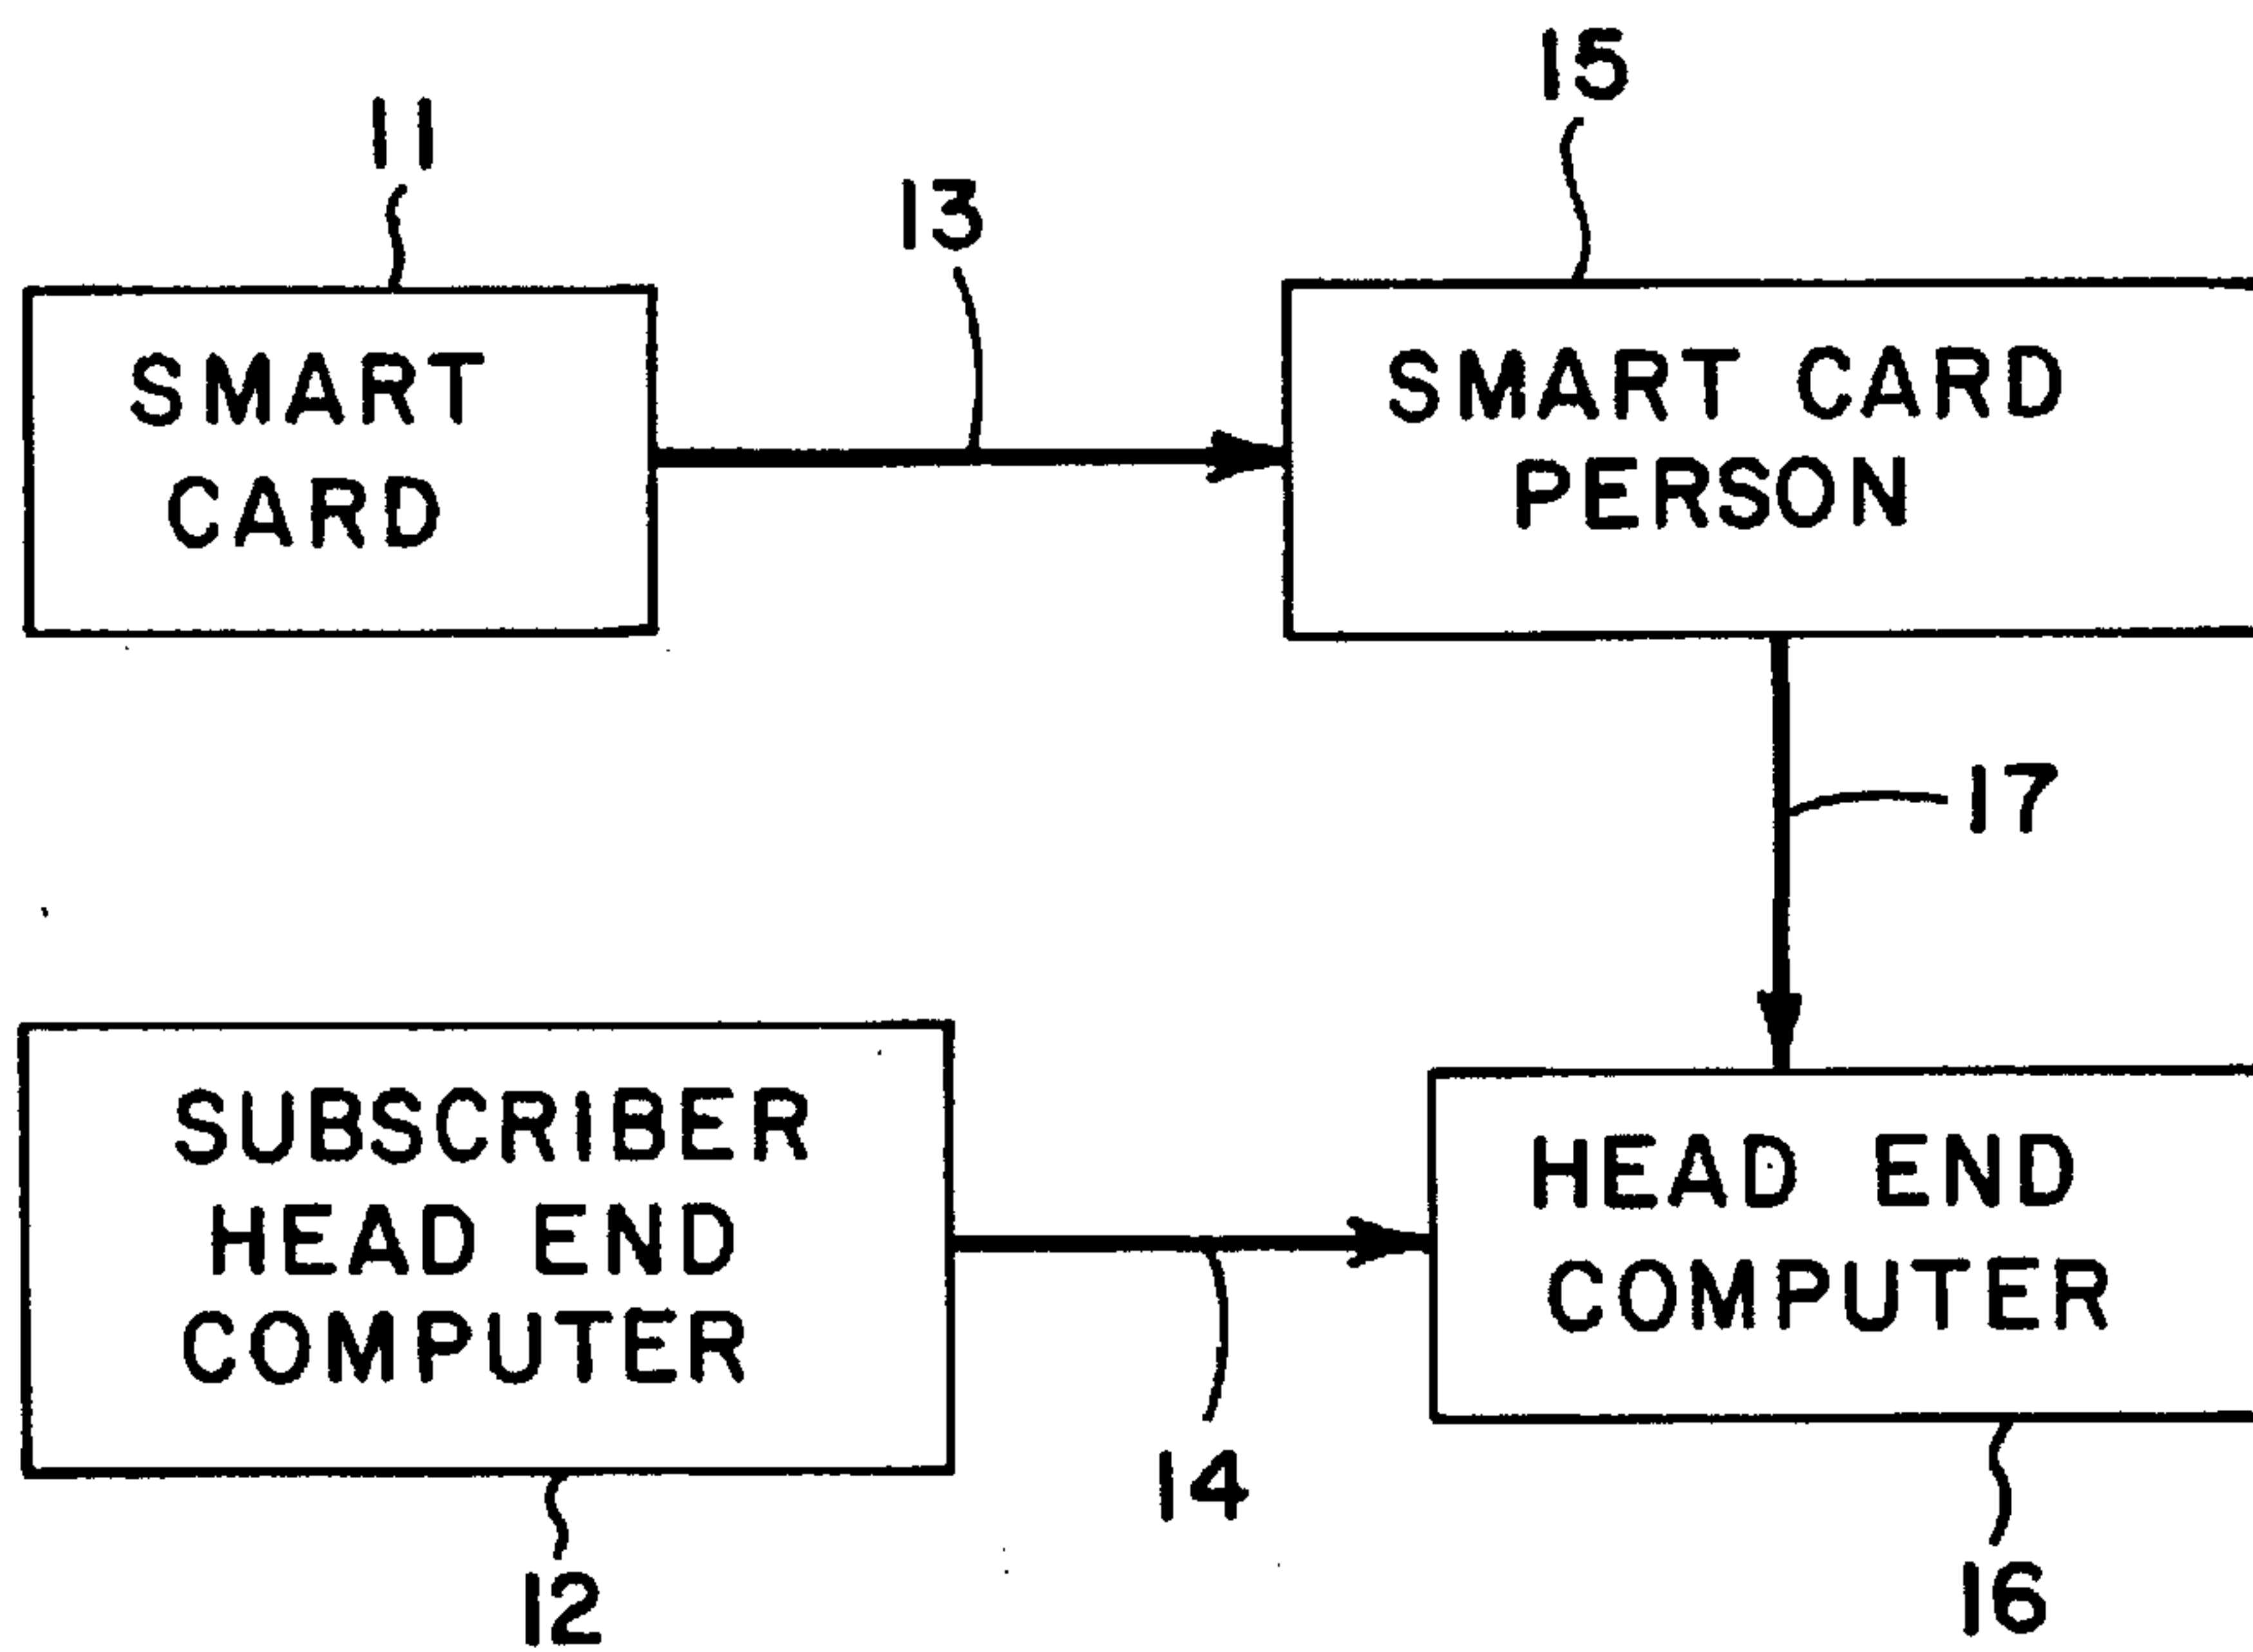 11
13
15
SMART
CARD
SMART CARD
PERSON
17
SUBSCRIBER
HEAD END
COMPUTER
HEAD END
COMPUTER
14
12
16